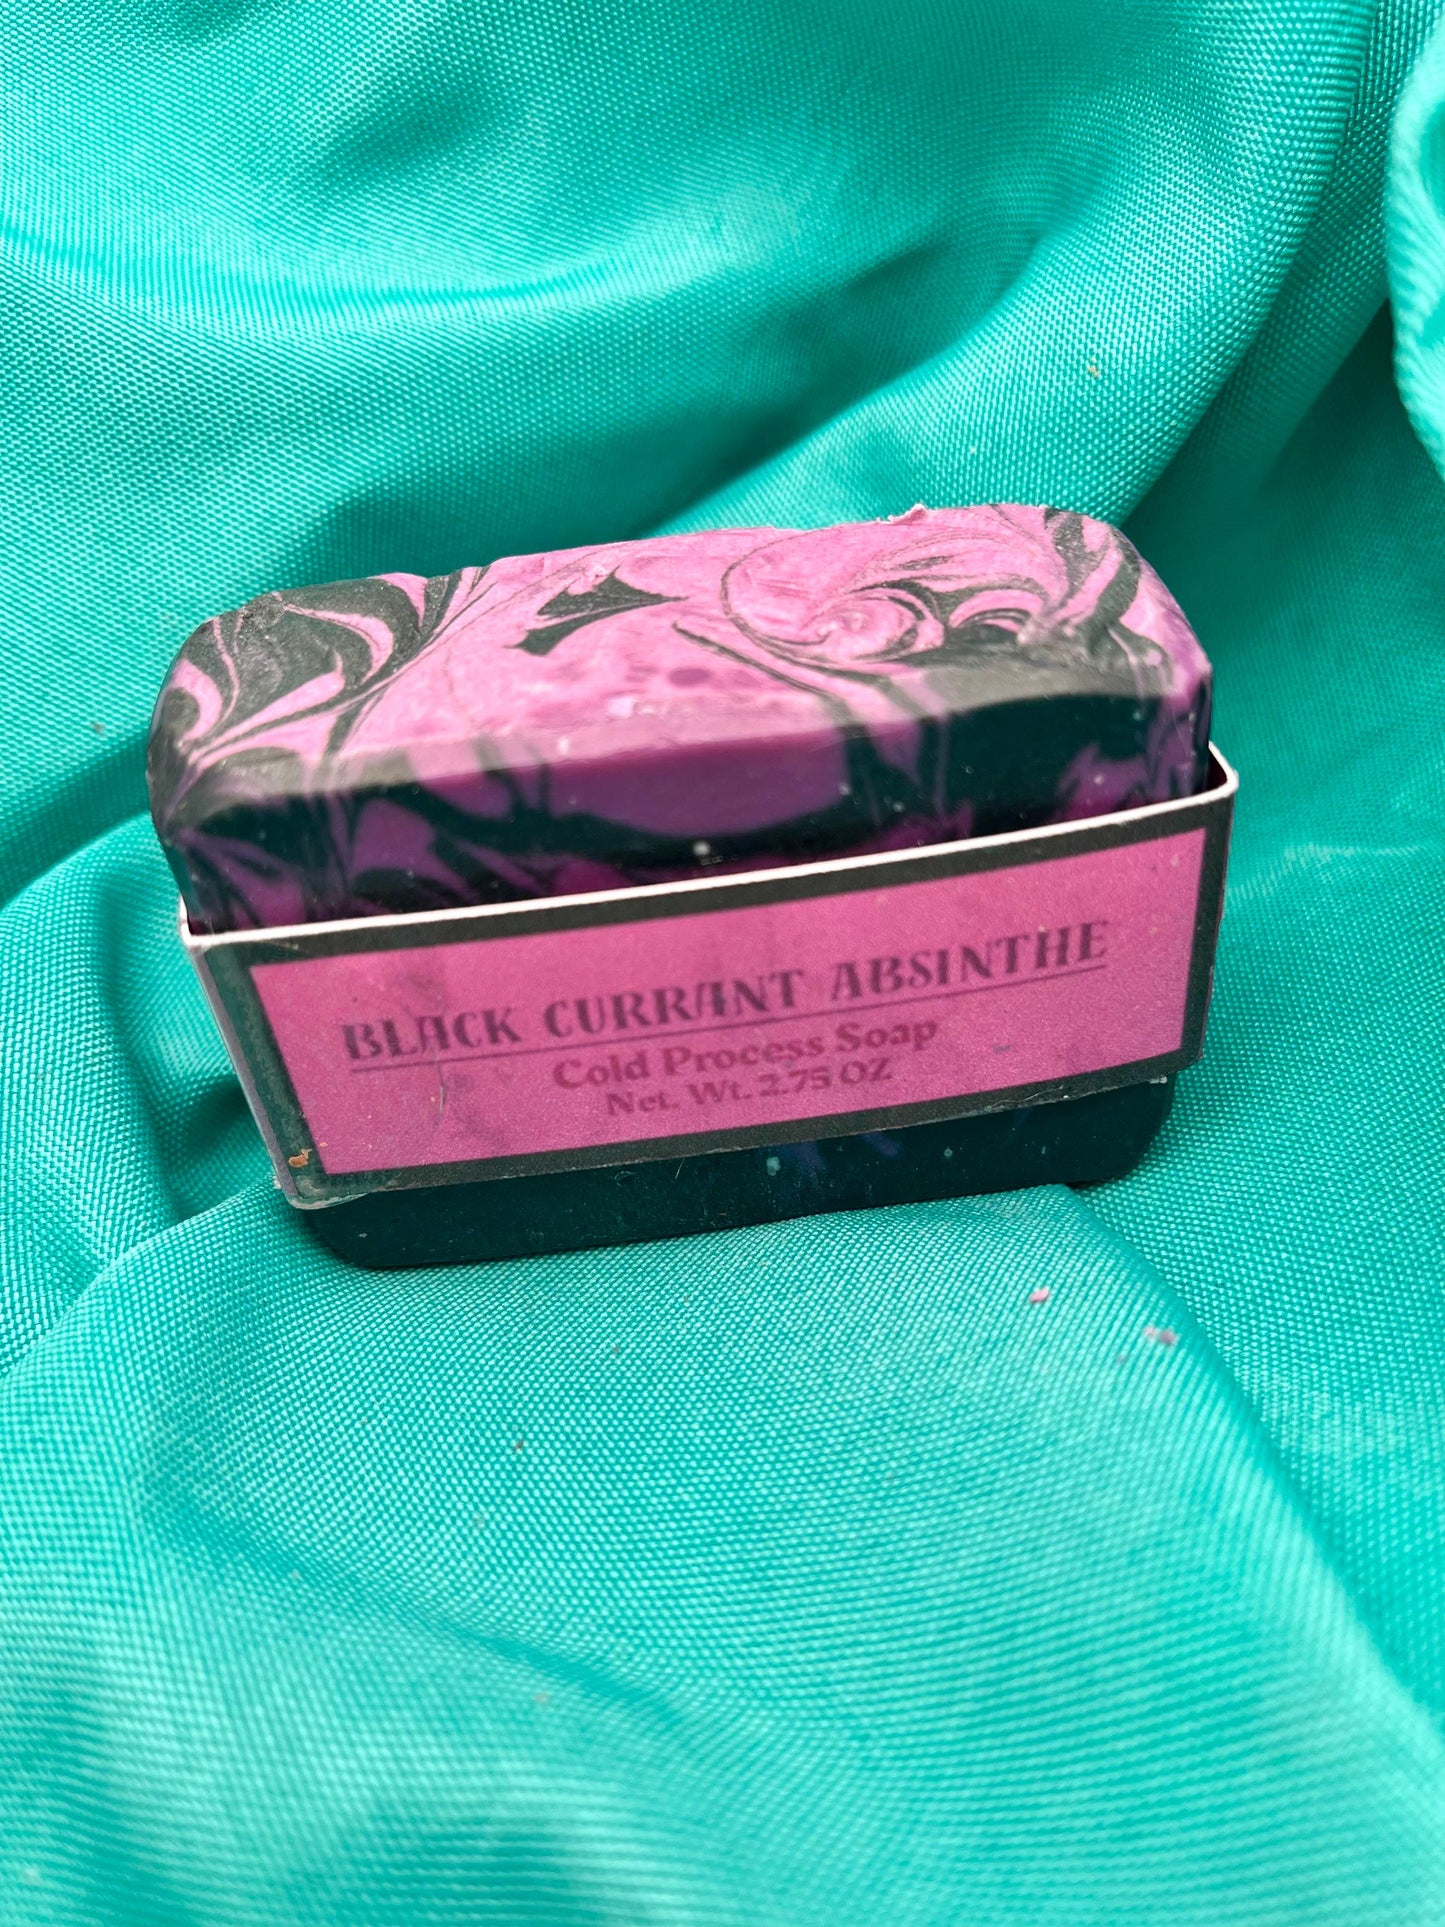 BLACK CURRANT ABSINTHE
Cold Process Soap
Net. Wt. 2.75 OZ